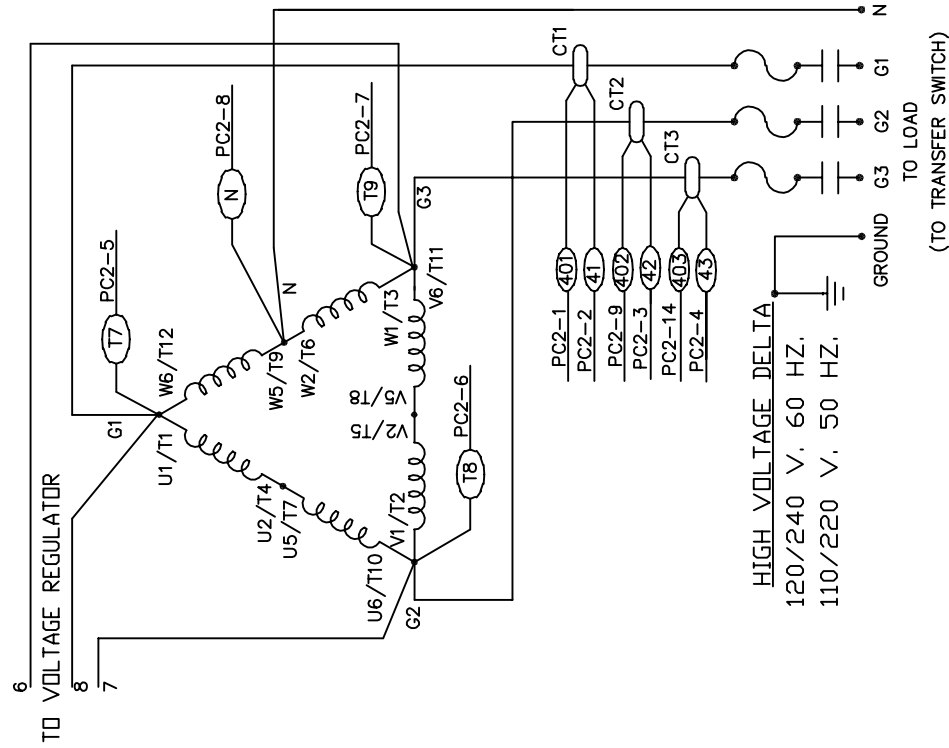 6
TO VOLTAGE REGULATOR
8
7
G1
T7
PC2-5
N
PC2-8
T9
PC2-7
U1/T1
W6/T12
W5/T9
N
W2/T6
W1/T3
V6/T11
G3
U2/T4
U5/T7
U6/T10
V1/T2
V2/T5
V5/T8
G2
T8
PC2-6
CT1
CT2
CT3
PC2-1
401
PC2-2
41
PC2-9
402
PC2-3
42
PC2-14
403
PC2-4
43
N
G1
G2
G3
GROUND
TO LOAD
(TO TRANSFER SWITCH)
HIGH VOLTAGE DELTA
120/240 V, 60 HZ.
110/220 V, 50 HZ.